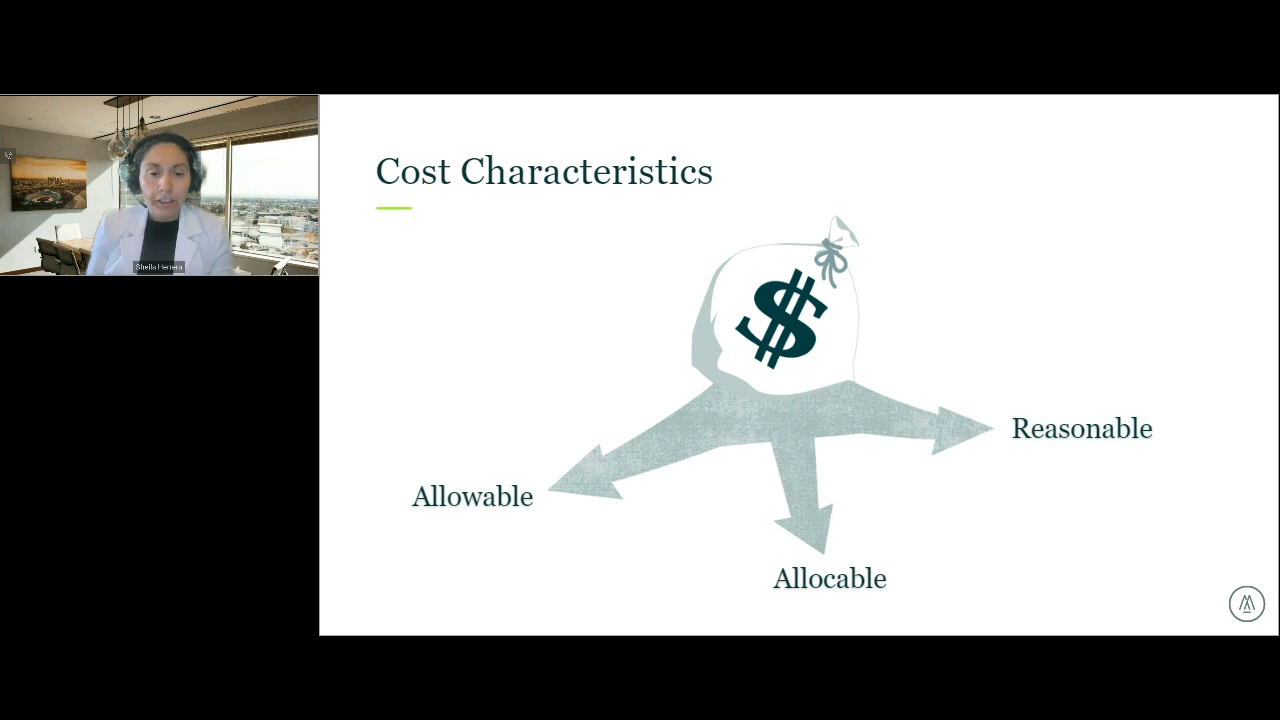 Sheila Herrera
Cost Characteristics
$
Reasonable
Allowable
Allocable